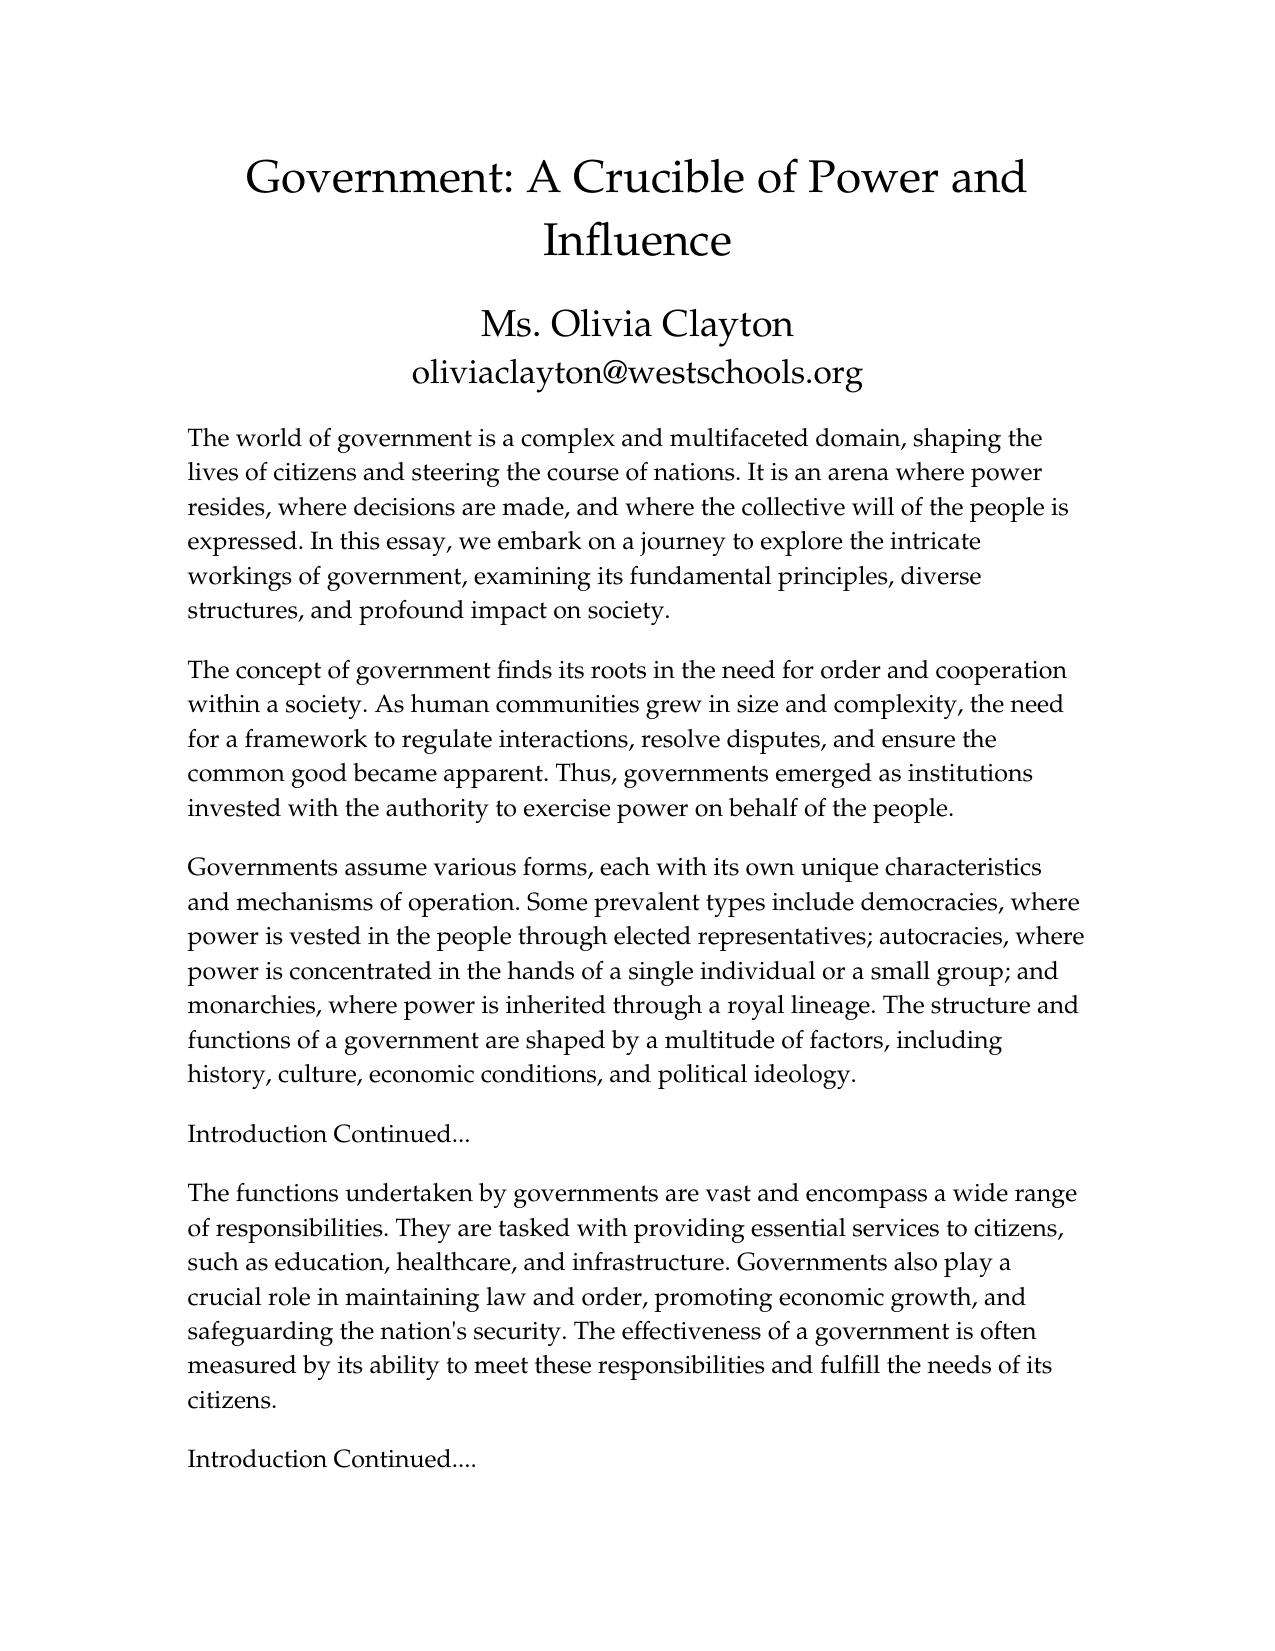 Government: A Crucible of Power and
Influence
Ms. Olivia Clayton
oliviaclayton@westschools.org
The world of government is a complex and multifaceted domain, shaping the
lives of citizens and steering the course of nations. It is an arena where power
resides, where decisions are made, and where the collective will of the people is
expressed. In this essay, we embark on a journey to explore the intricate
workings of government, examining its fundamental principles, diverse
structures, and profound impact on society.
The concept of government finds its roots in the need for order and cooperation
within a society. As human communities grew in size and complexity, the need
for a framework to regulate interactions, resolve disputes, and ensure the
common good became apparent. Thus, governments emerged as institutions
invested with the authority to exercise power on behalf of the people.
Governments assume various forms, each with its own unique characteristics
and mechanisms of operation. Some prevalent types include democracies, where
power is vested in the people through elected representatives; autocracies, where
power is concentrated in the hands of a single individual or a small group; and
monarchies, where power is inherited through a royal lineage. The structure and
functions of a government are shaped by a multitude of factors, including
history, culture, economic conditions, and political ideology.
Introduction Continued...
The functions undertaken by governments are vast and encompass a wide range
of responsibilities. They are tasked with providing essential services to citizens,
such as education, healthcare, and infrastructure. Governments also play a
crucial role in maintaining law and order, promoting economic growth, and
safeguarding the nation's security. The effectiveness of a government is often
measured by its ability to meet these responsibilities and fulfill the needs of its
citizens.
Introduction Continued....